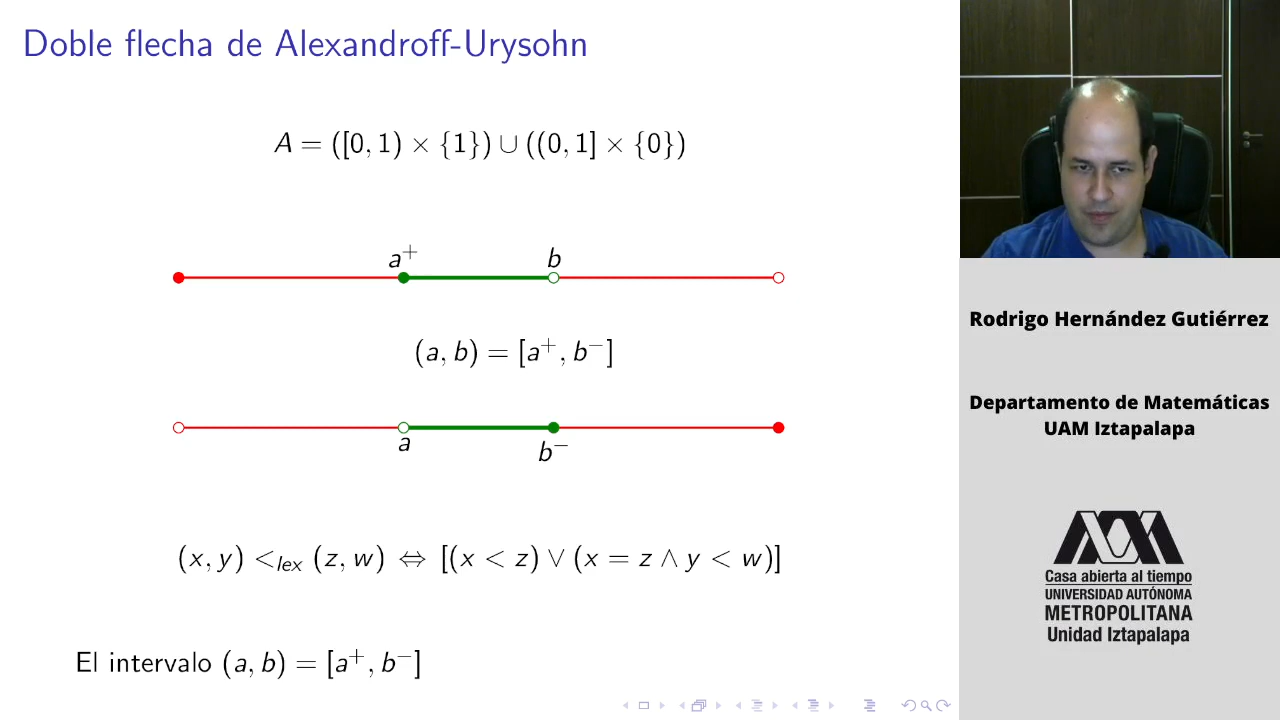 Doble flecha de Alexandroff-Urysohn
A = ([0, 1) × {1}) ∪ ((0, 1] × {0})
a⁺ b
(a, b) = [a⁺, b⁻]
a b⁻
(x, y) <lex (z, w) ⇔ [(x < z) ∨ (x = z ∧ y < w)]
El intervalo (a, b) = [a⁺, b⁻]
Rodrigo Hernández Gutiérrez
Departamento de Matemáticas
UAM Iztapalapa
Casa abierta al tiempo
UNIVERSIDAD AUTÓNOMA
METROPOLITANA
Unidad Iztapalapa